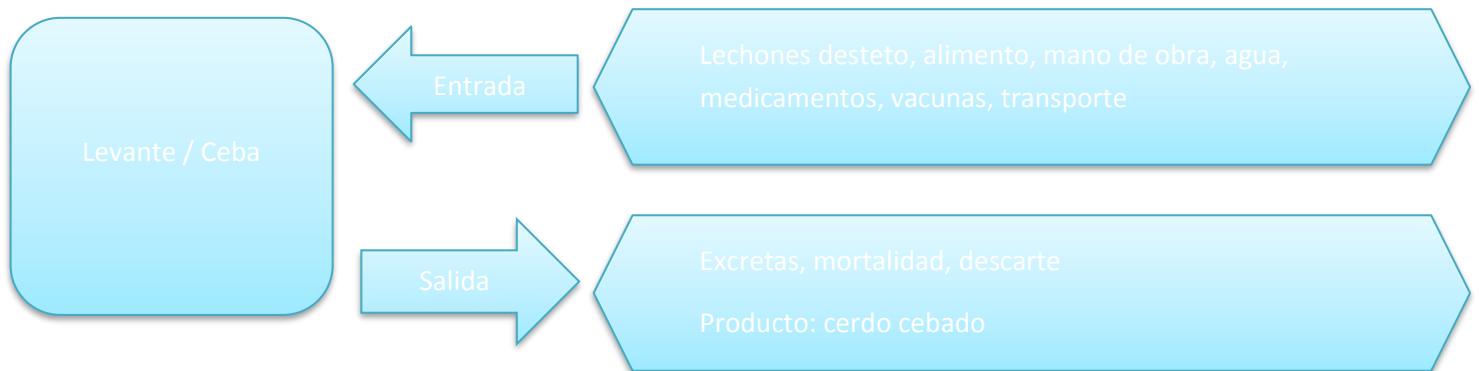 Levante / Ceba
Entrada
Lechones desteto, alimento, mano de obra, agua,
medicamentos, vacunas, transporte
Salida
Excretas, mortalidad, descarte
Producto: cerdo cebado